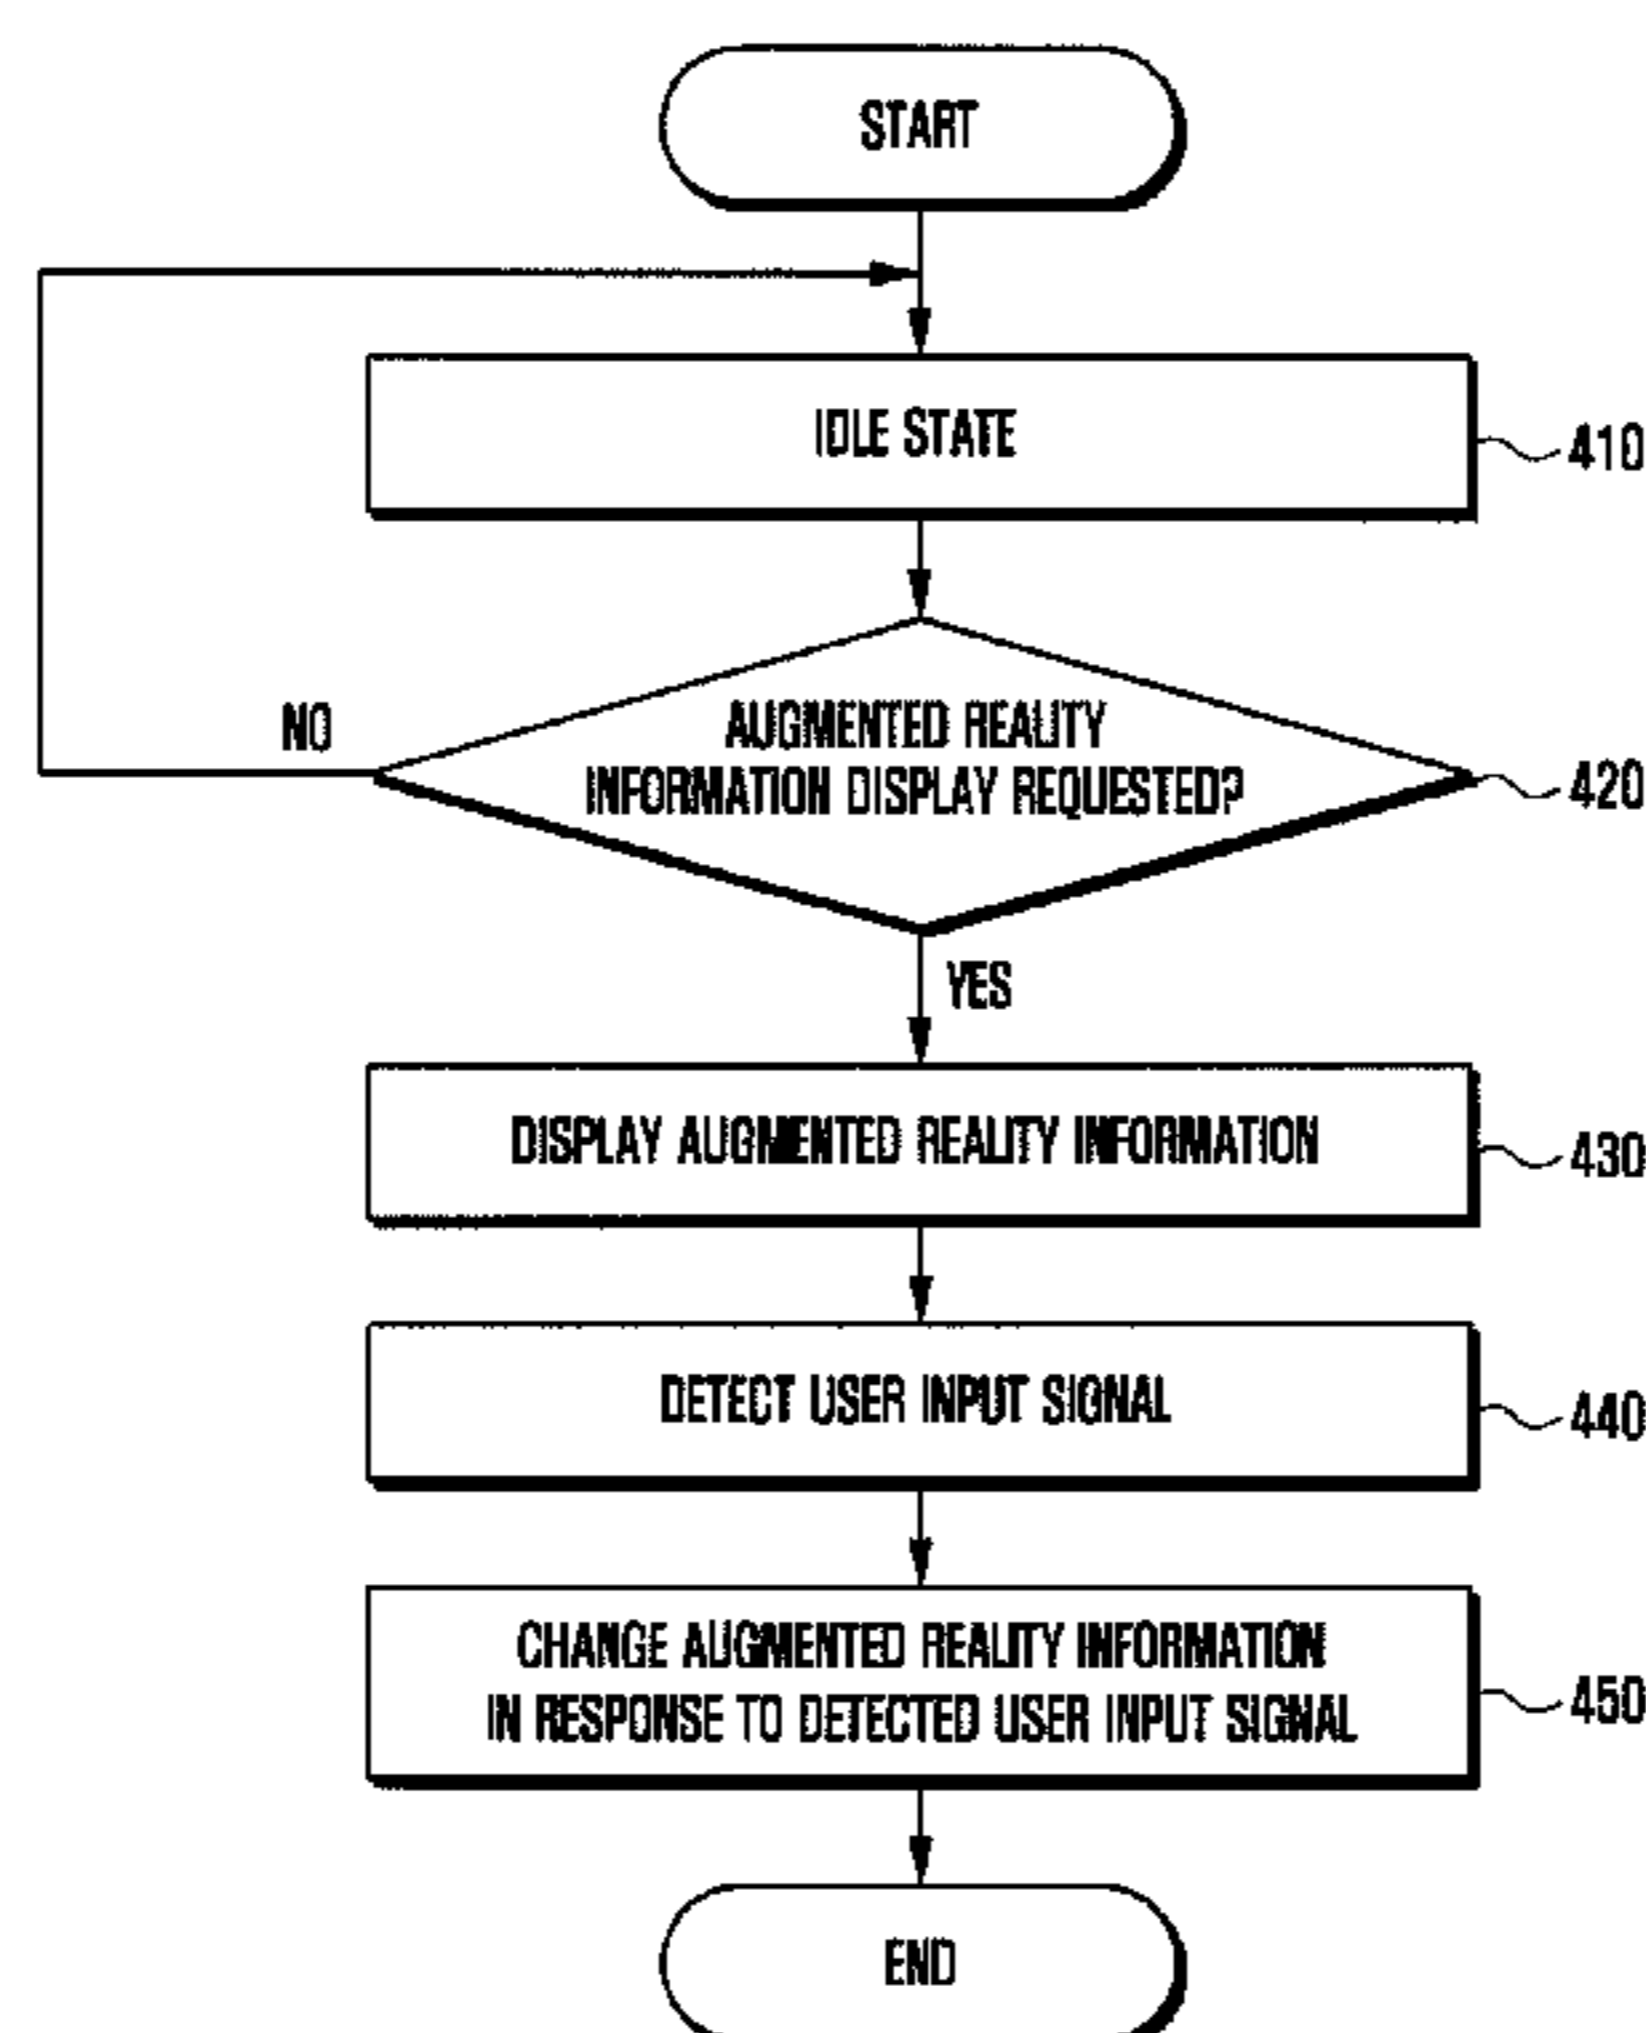 START
IDLE STATE
410
NO
AUGMENTED REALITY
INFORMATION DISPLAY REQUESTED?
420
YES
DISPLAY AUGMENTED REALITY INFORMATION
430
DETECT USER INPUT SIGNAL
440
CHANGE AUGMENTED REALITY INFORMATION
IN RESPONSE TO DETECTED USER INPUT SIGNAL
450
END